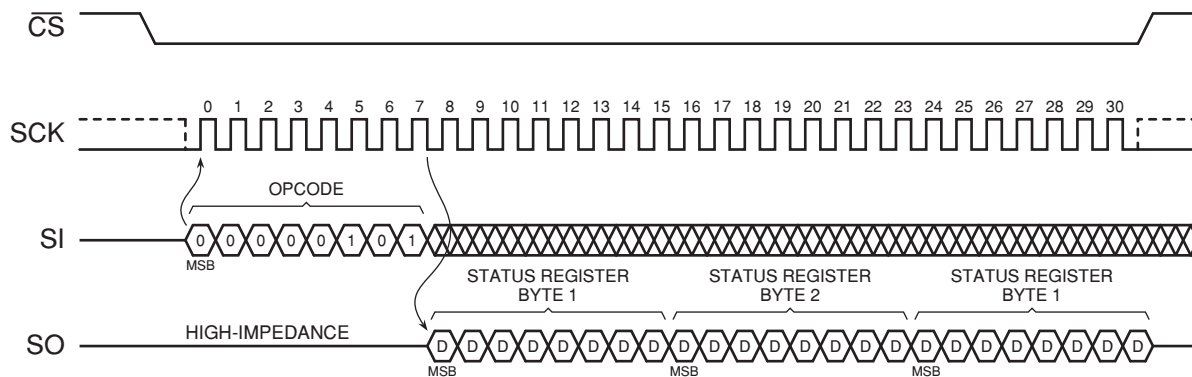 CS
0 1 2 3 4 5 6 7 8 9 10 11 12 13 14 15 16 17 18 19 20 21 22 23 24 25 26 27 28 29 30
SCK
OPCODE
SI 0 0 0 0 0 1 0 1
MSB
STATUS REGISTER
BYTE 1
STATUS REGISTER
BYTE 2
STATUS REGISTER
BYTE 1
HIGH-IMPEDANCE
SO D D D D D D D D D D D D D D D D D D D D D D D D
MSB MSB MSB